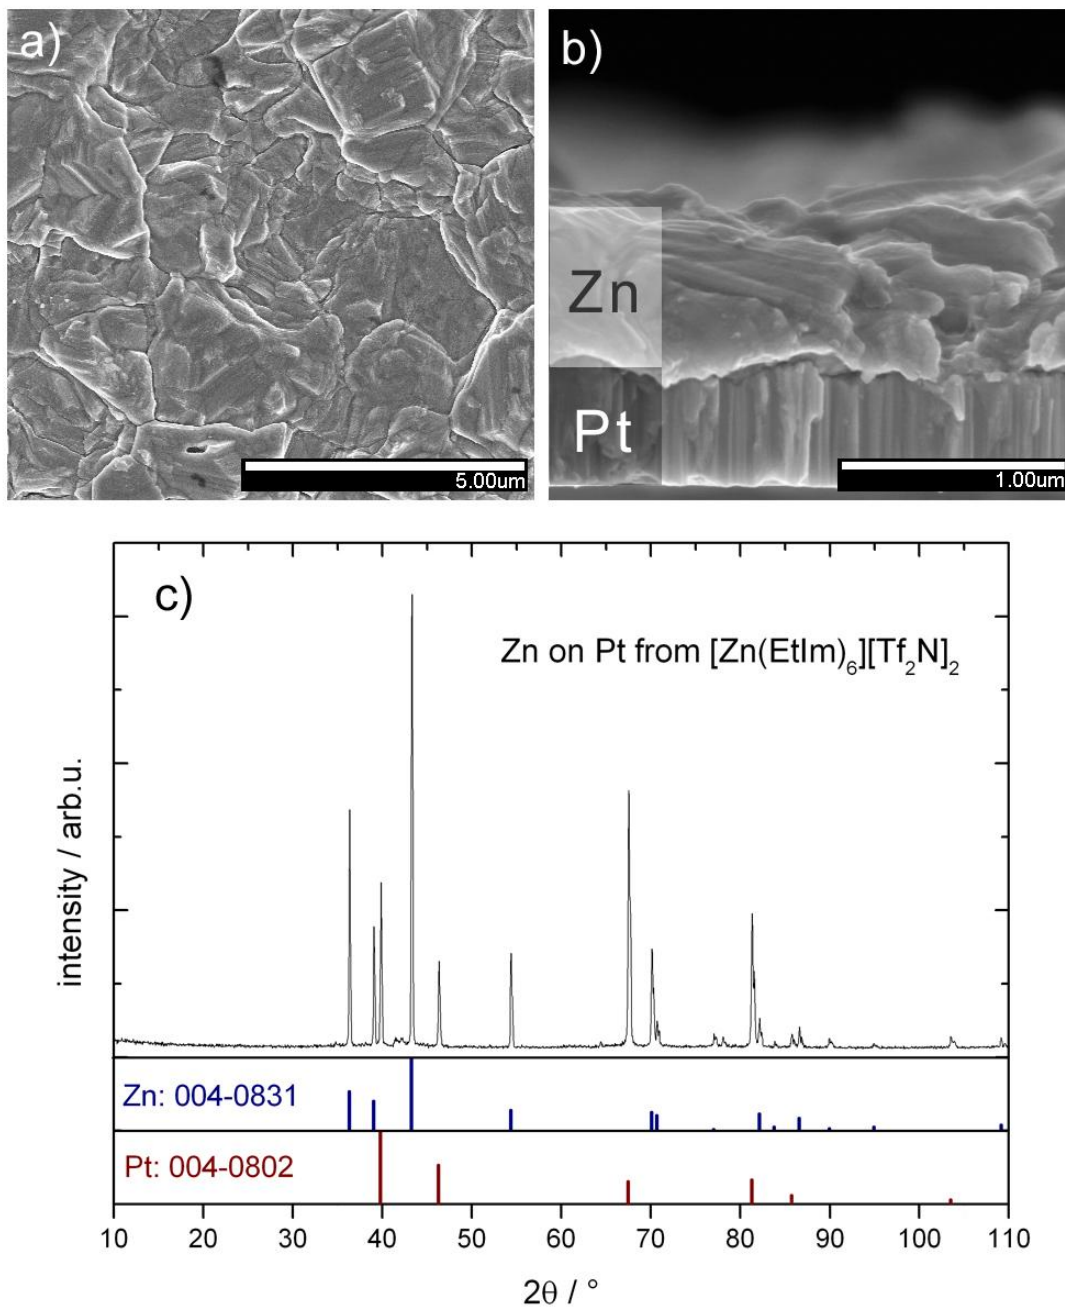 a)
5.00um
b)
Zn
Pt
1.00um
c)
Zn on Pt from [Zn(EtIm)₆][Tf₂N]₂
intensity / arb.u.
Zn: 004-0831
Pt: 004-0802
10 20 30 40 50 60 70 80 90 100 110
2θ / °